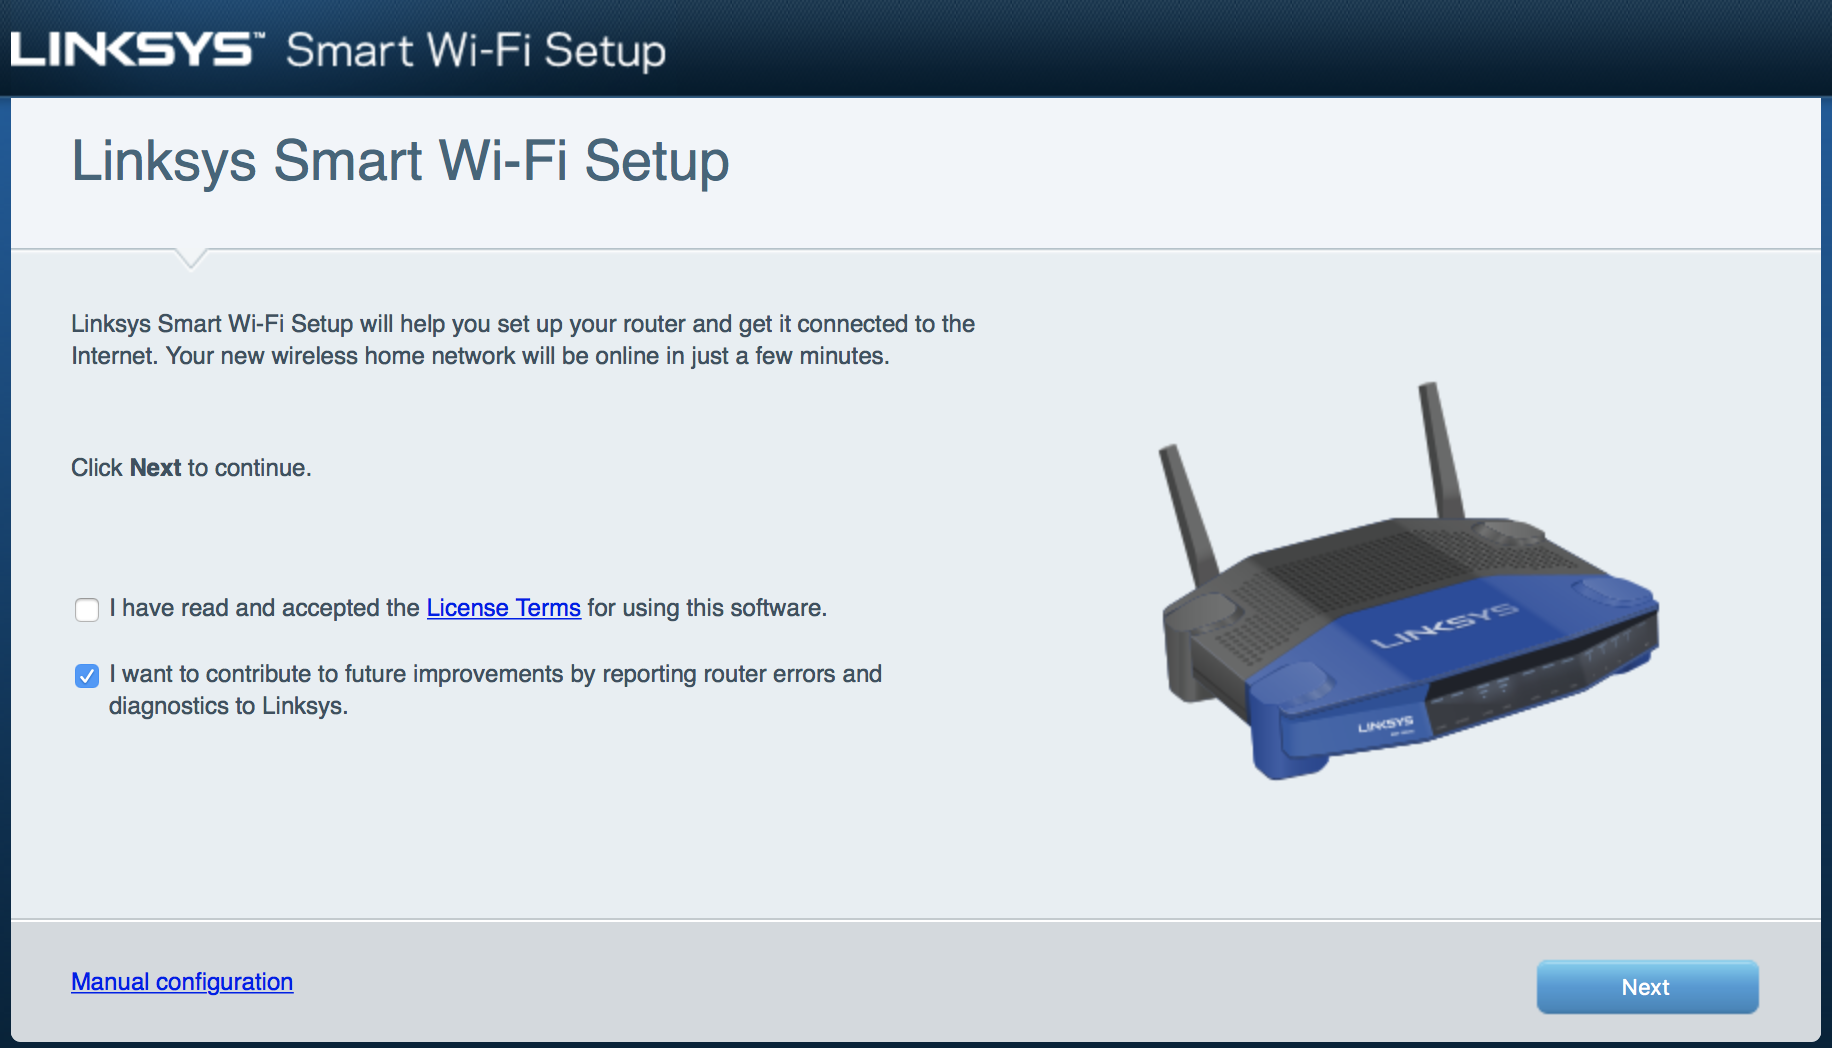 LINKSYS™ Smart Wi-Fi Setup
Linksys Smart Wi-Fi Setup
Linksys Smart Wi-Fi Setup will help you set up your router and get it connected to the
Internet. Your new wireless home network will be online in just a few minutes.
Click Next to continue.
I have read and accepted the License Terms for using this software.
I want to contribute to future improvements by reporting router errors and
diagnostics to Linksys.
LINKSYS
LINKSYS
Manual configuration
Next